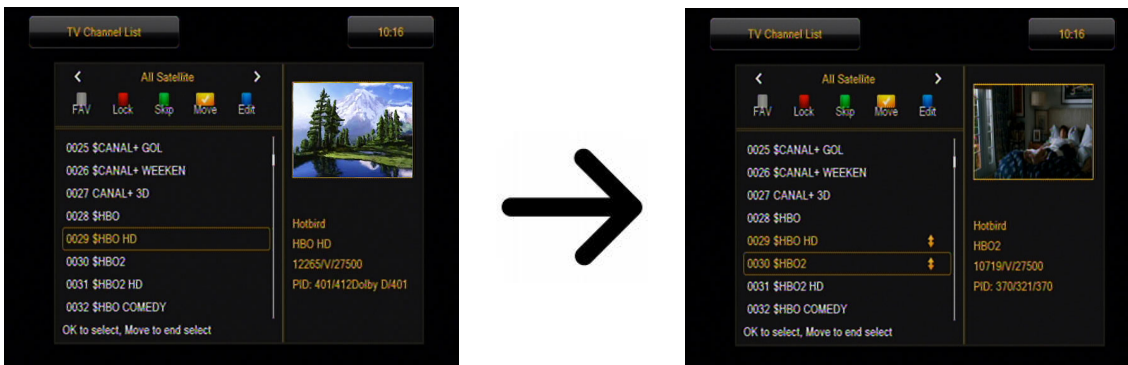 TV Channel List
10:16
All Satellite
FAV Lock Skip Move Edit
0025 $CANAL+ GOL
0026 $CANAL+ WEEKEN
0027 CANAL+ 3D
0028 $HBO
0029 $HBO HD
0030 $HBO2
0031 $HBO2 HD
0032 $HBO COMEDY
OK to select, Move to end select
Hotbird
HBO HD
12265/V/27500
PID: 401/412Dolby D/401
TV Channel List
10:16
All Satellite
FAV Lock Skip Move Edit
0025 $CANAL+ GOL
0026 $CANAL+ WEEKEN
0027 CANAL+ 3D
0028 $HBO
0029 $HBO HD
0030 $HBO2
0031 $HBO2 HD
0032 $HBO COMEDY
OK to select, Move to end select
Hotbird
HBO2
10719/V/27500
PID: 370/321/370